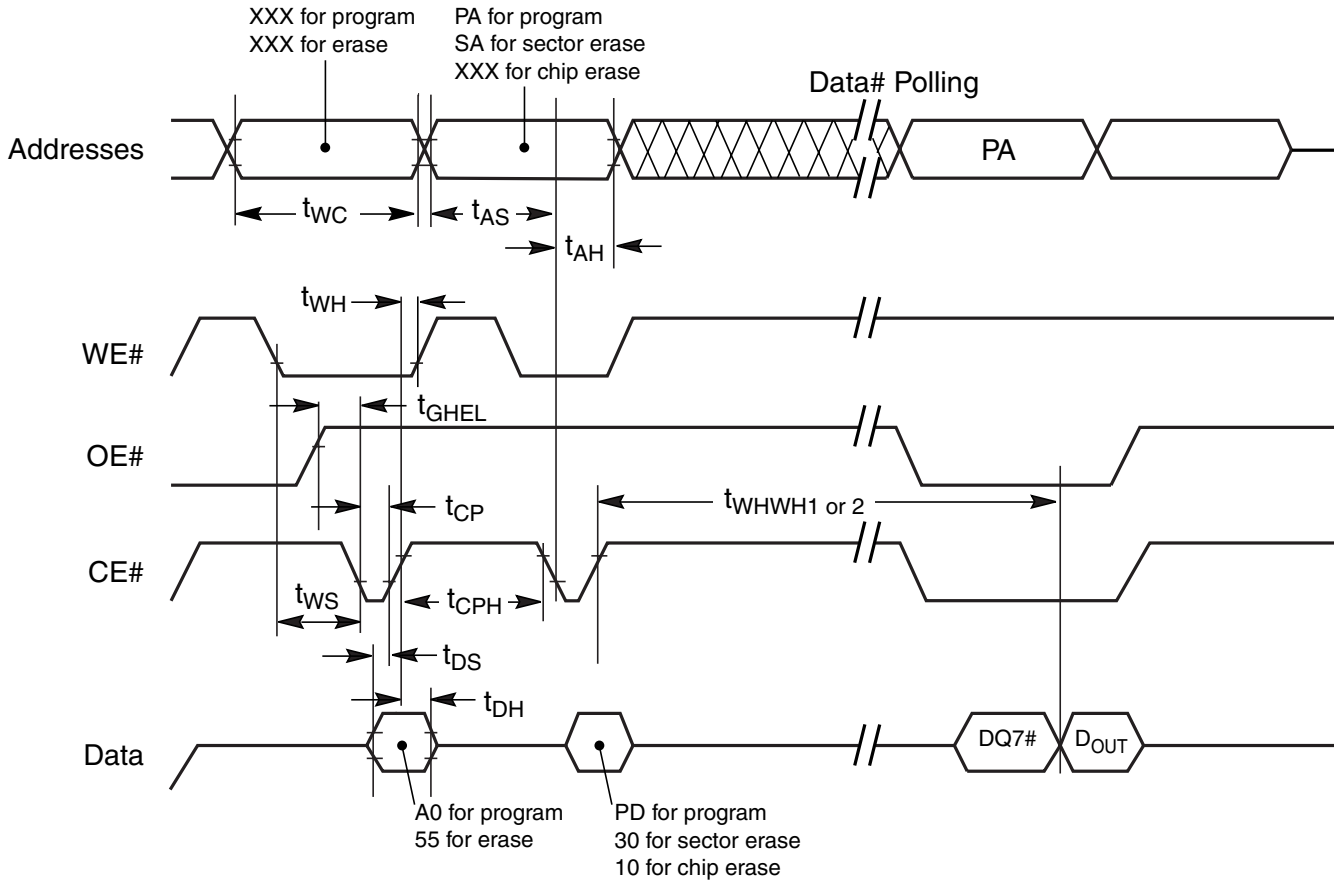 XXX for program
XXX for erase
PA for program
SA for sector erase
XXX for chip erase
Data# Polling
Addresses
PA
tWC
tAS
tAH
tWH
WE#
tGHEL
OE#
tCP
tWHWH1 or 2
CE#
tWS
tCPH
tDS
tDH
Data
DQ7#
DOUT
A0 for program
55 for erase
PD for program
30 for sector erase
10 for chip erase